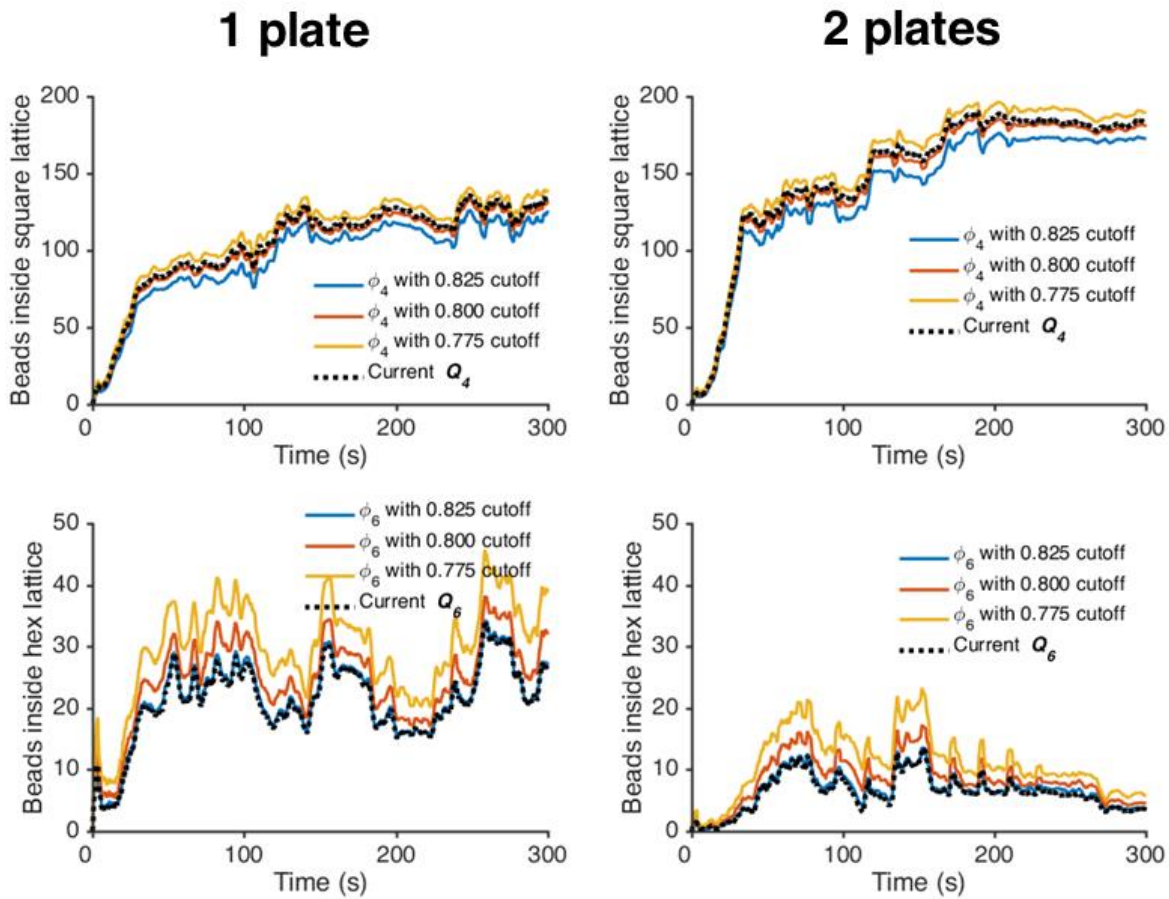 1 plate
2 plates
Beads inside square lattice
200
150
100
50
0
0
100
200
300
Time (s)
ϕ4 with 0.825 cutoff
ϕ4 with 0.800 cutoff
ϕ4 with 0.775 cutoff
Current Q4
Beads inside square lattice
200
150
100
50
0
0
100
200
300
Time (s)
ϕ4 with 0.825 cutoff
ϕ4 with 0.800 cutoff
ϕ4 with 0.775 cutoff
Current Q4
Beads inside hex lattice
50
40
30
20
10
0
0
100
200
300
Time (s)
ϕ6 with 0.825 cutoff
ϕ6 with 0.800 cutoff
ϕ6 with 0.775 cutoff
Current Q6
Beads inside hex lattice
50
40
30
20
10
0
0
100
200
300
Time (s)
ϕ6 with 0.825 cutoff
ϕ6 with 0.800 cutoff
ϕ6 with 0.775 cutoff
Current Q6